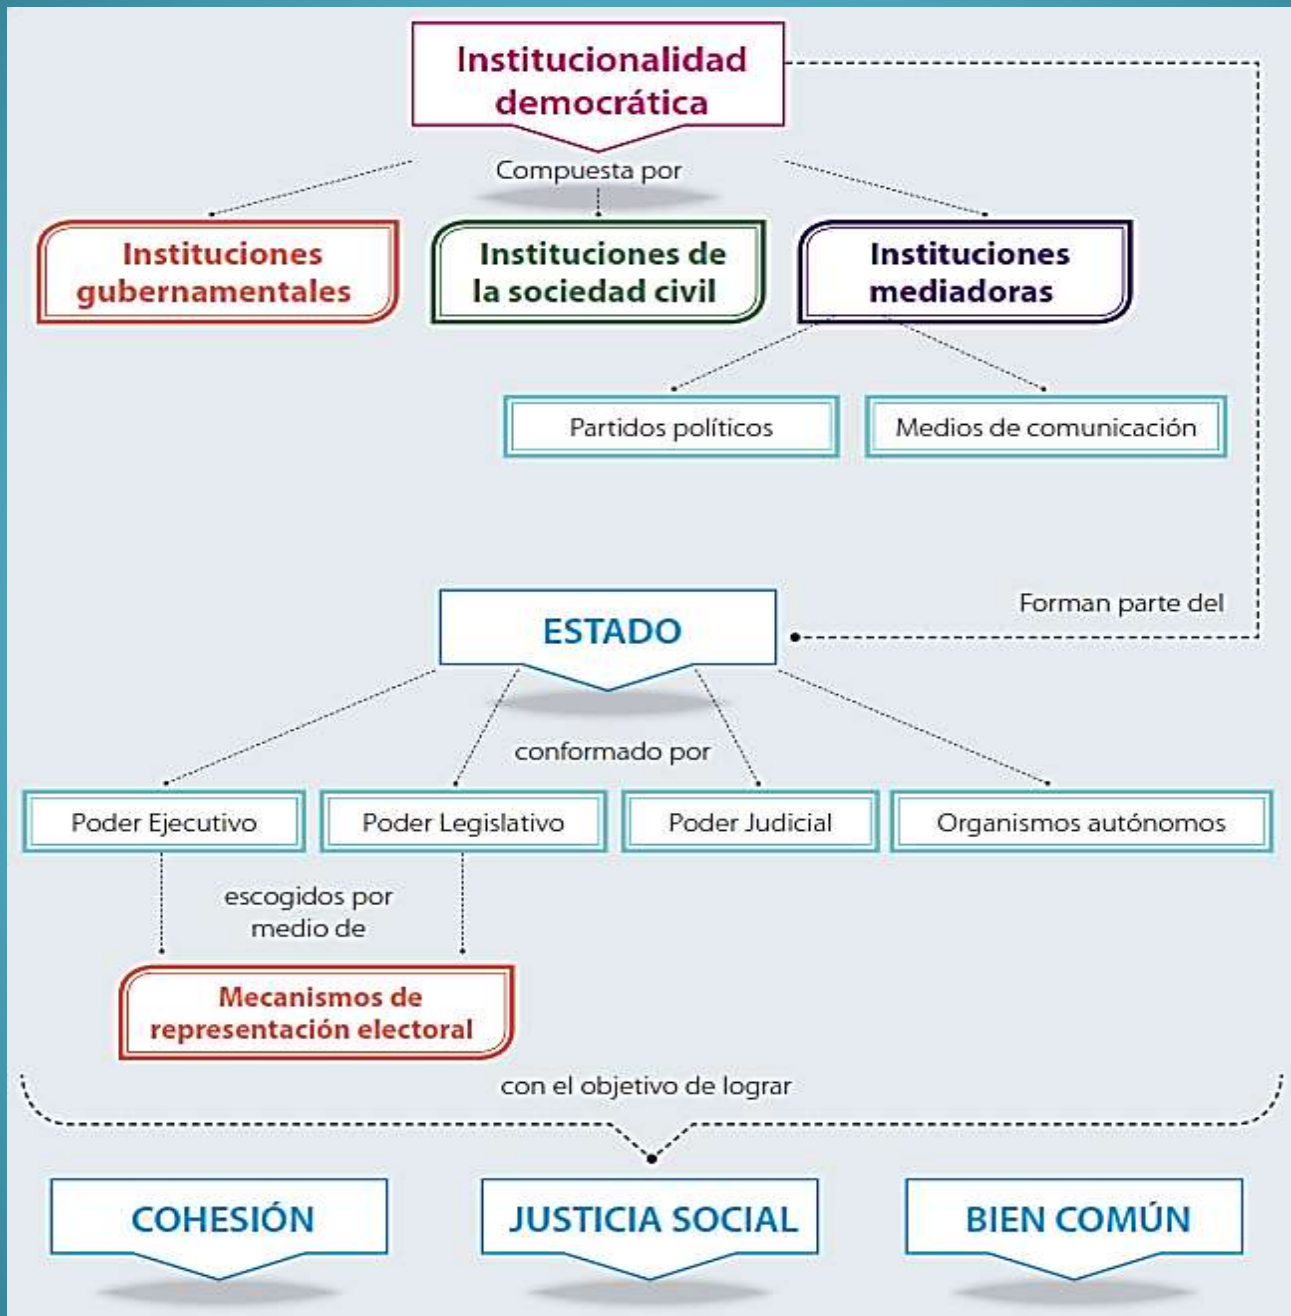 Institucionalidad
democrática
Compuesta por
Instituciones
gubernamentales
Instituciones de
la sociedad civil
Instituciones
mediadoras
Partidos políticos
Medios de comunicación
Forman parte del
ESTADO
conformado por
Poder Ejecutivo
Poder Legislativo
Poder Judicial
Organismos autónomos
escogidos por
medio de
Mecanismos de
representación electoral
con el objetivo de lograr
COHESIÓN
JUSTICIA SOCIAL
BIEN COMÚN